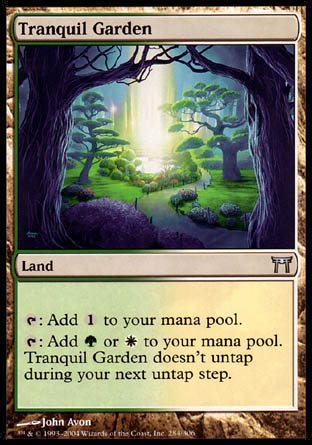 Tranquil Garden
Land
: Add 1 to your mana pool.
: Add or to your mana pool.
Tranquil Garden doesn't untap
during your next untap step.
John Avon
™ & © 1993–2004 Wizards of the Coast, Inc. 284/306